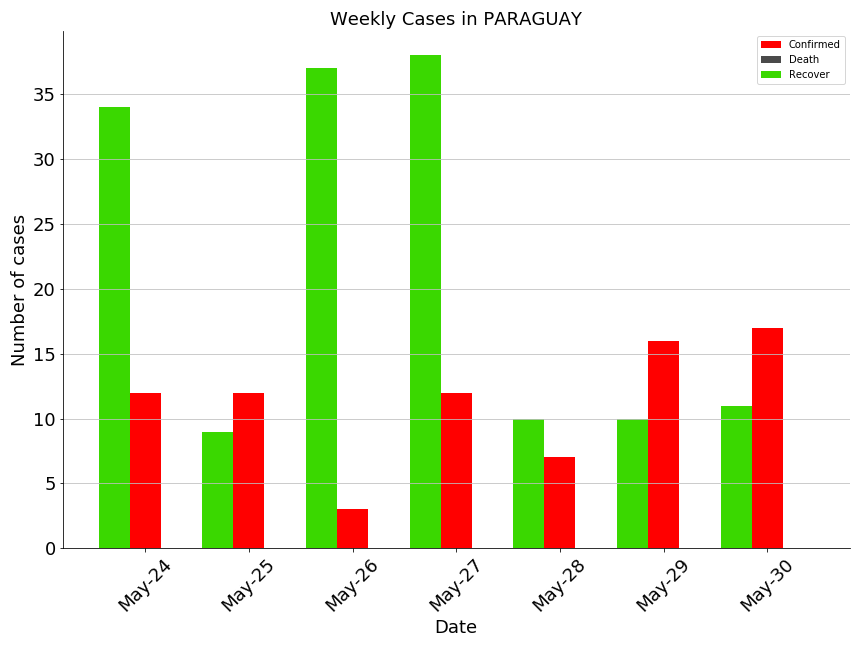 Weekly Cases in PARAGUAY
Confirmed
Death
Recover
Number of cases
35
30
25
20
15
10
5
0
May-24
May-25
May-26
May-27
May-28
May-29
May-30
Date